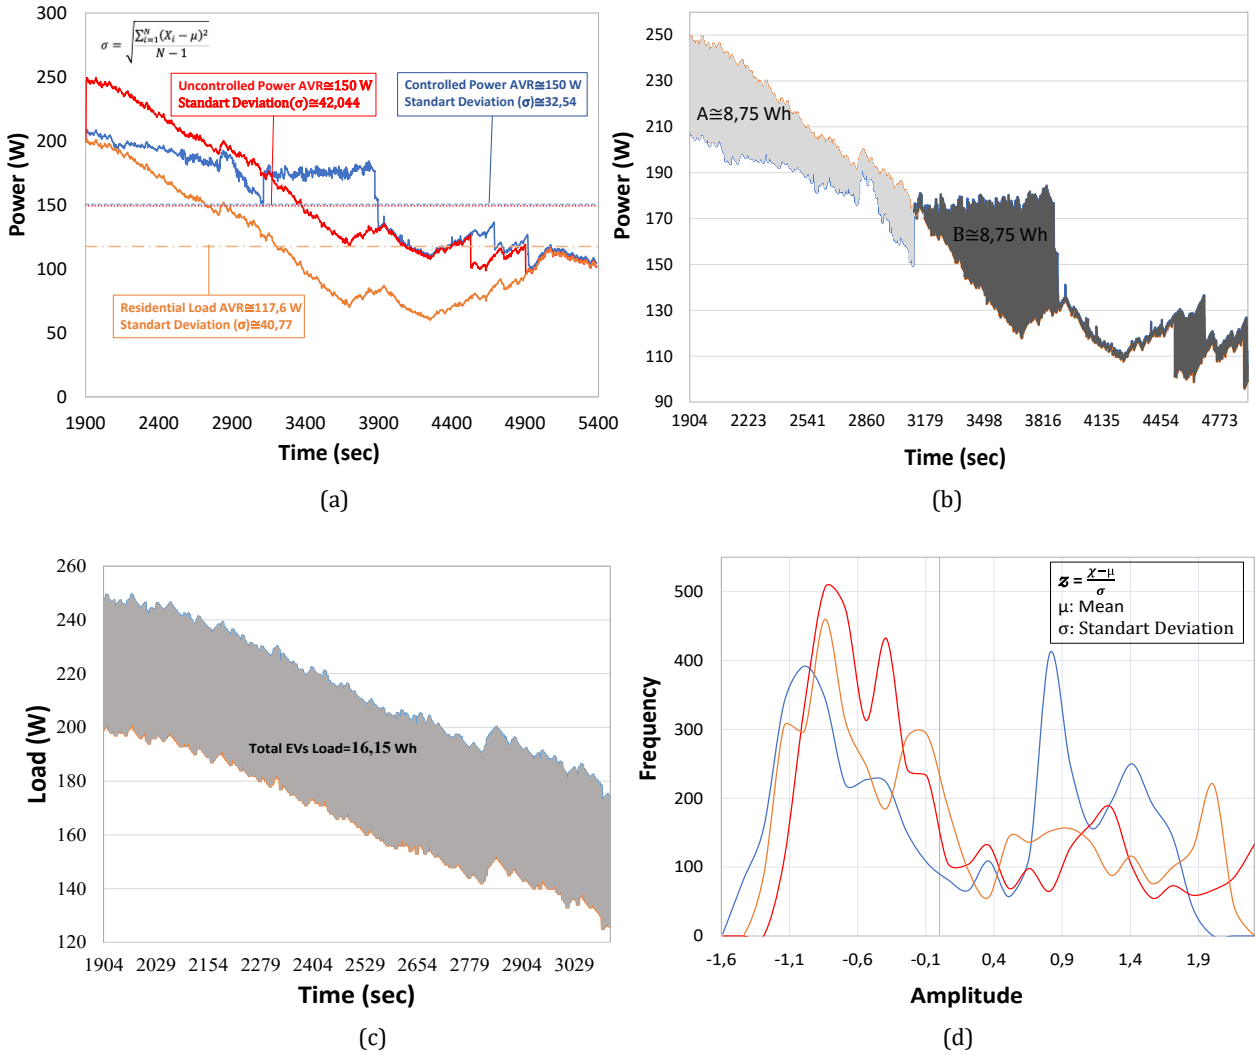 300
250
200
150
100
50
0
Power (W)
σ = √(∑ᵢ₌₁ᴺ(Xᵢ − μ)² / (N − 1))
Uncontrolled Power AVR≅150 W
Standart Deviation(σ)≅42,044
Controlled Power AVR≅150 W
Standart Deviation (σ)≅32,54
Residential Load AVR≅117,6 W
Standart Deviation (σ)≅40,77
1900 2400 2900 3400 3900 4400 4900 5400
Time (sec)
(a)
250
230
210
190
170
150
130
110
90
Power (W)
A≅8,75 Wh
B≅8,75 Wh
1904 2223 2541 2860 3179 3498 3816 4135 4454 4773
Time (sec)
(b)
260
240
220
200
180
160
140
120
Load (W)
Total EVs Load=16,15 Wh
1904 2029 2154 2279 2404 2529 2654 2779 2904 3029
Time (sec)
(c)
500
400
300
200
100
0
Frequency
z = (χ−μ)/σ
μ: Mean
σ: Standart Deviation
-1,6 -1,1 -0,6 -0,1 0,4 0,9 1,4 1,9
Amplitude
(d)